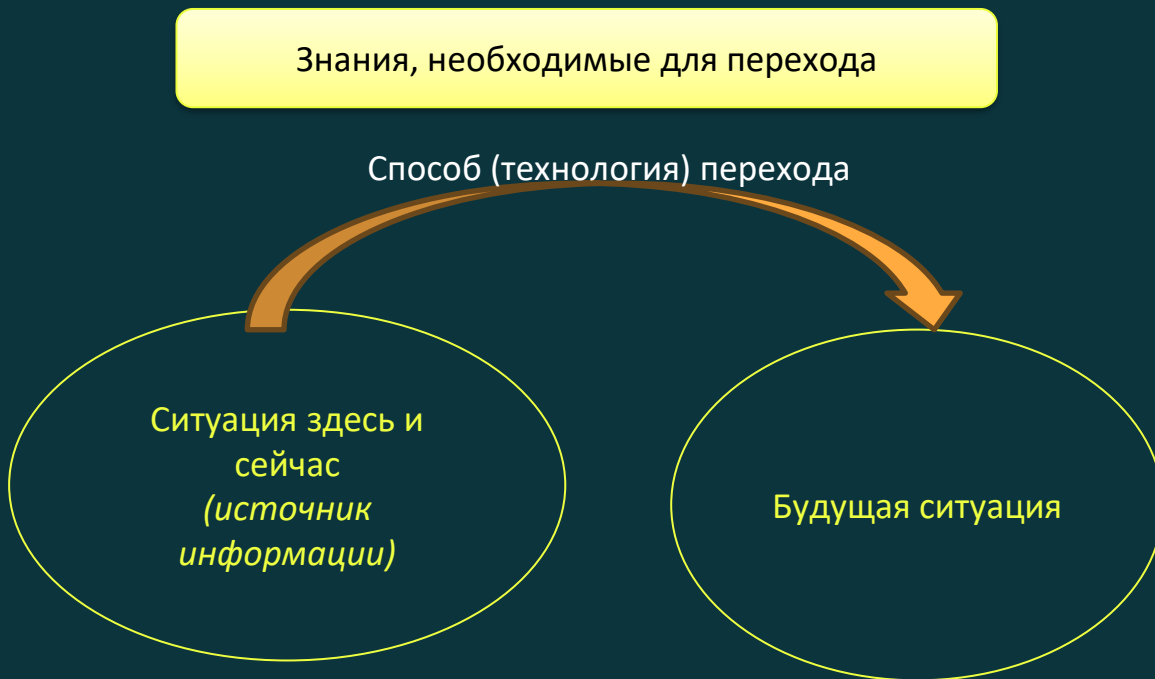 Знания, необходимые для перехода
Способ (технология) перехода
Ситуация здесь и
сейчас
(источник
информации)
Будущая ситуация